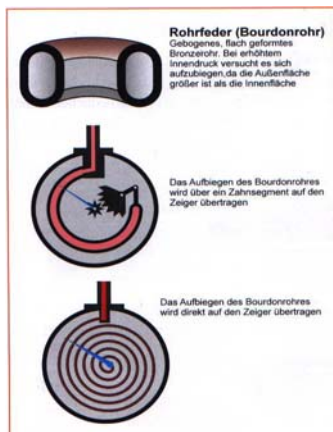 Rohrfeder (Bourdonrohr)
Gebogenes, flach geformtes
Bronzerohr. Bei erhöhtem
Innendruck versucht es sich
aufzubiegen,da die Außenfläche
größer ist als die Innenfläche
Das Aufbiegen des Bourdonrohres
wird über ein Zahnsegment auf den
Zeiger übertragen
Das Aufbiegen des Bourdonrohres
wird direkt auf den Zeiger übertragen